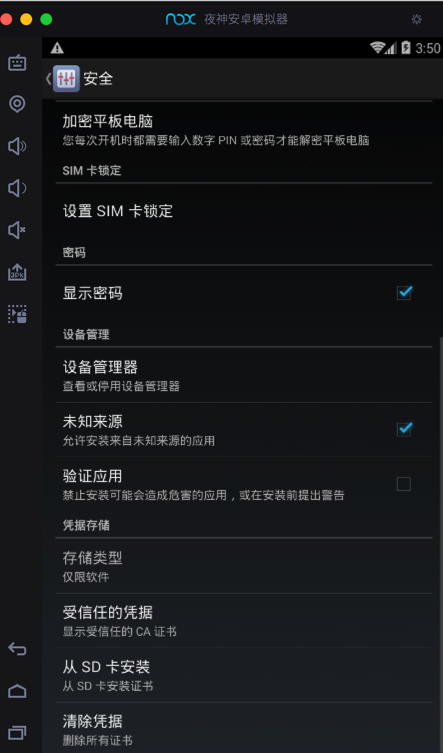 nox 夜神安卓模拟器
3:50
安全
加密平板电脑
您每次开机时都需要输入数字 PIN 或密码才能解密平板电脑
SIM 卡锁定
设置 SIM 卡锁定
密码
显示密码
设备管理
设备管理器
查看或停用设备管理器
未知来源
允许安装来自未知来源的应用
验证应用
禁止安装可能会造成危害的应用，或在安装前提出警告
凭据存储
存储类型
仅限软件
受信任的凭据
显示受信任的 CA 证书
从 SD 卡安装
从 SD 卡安装证书
清除凭据
删除所有证书